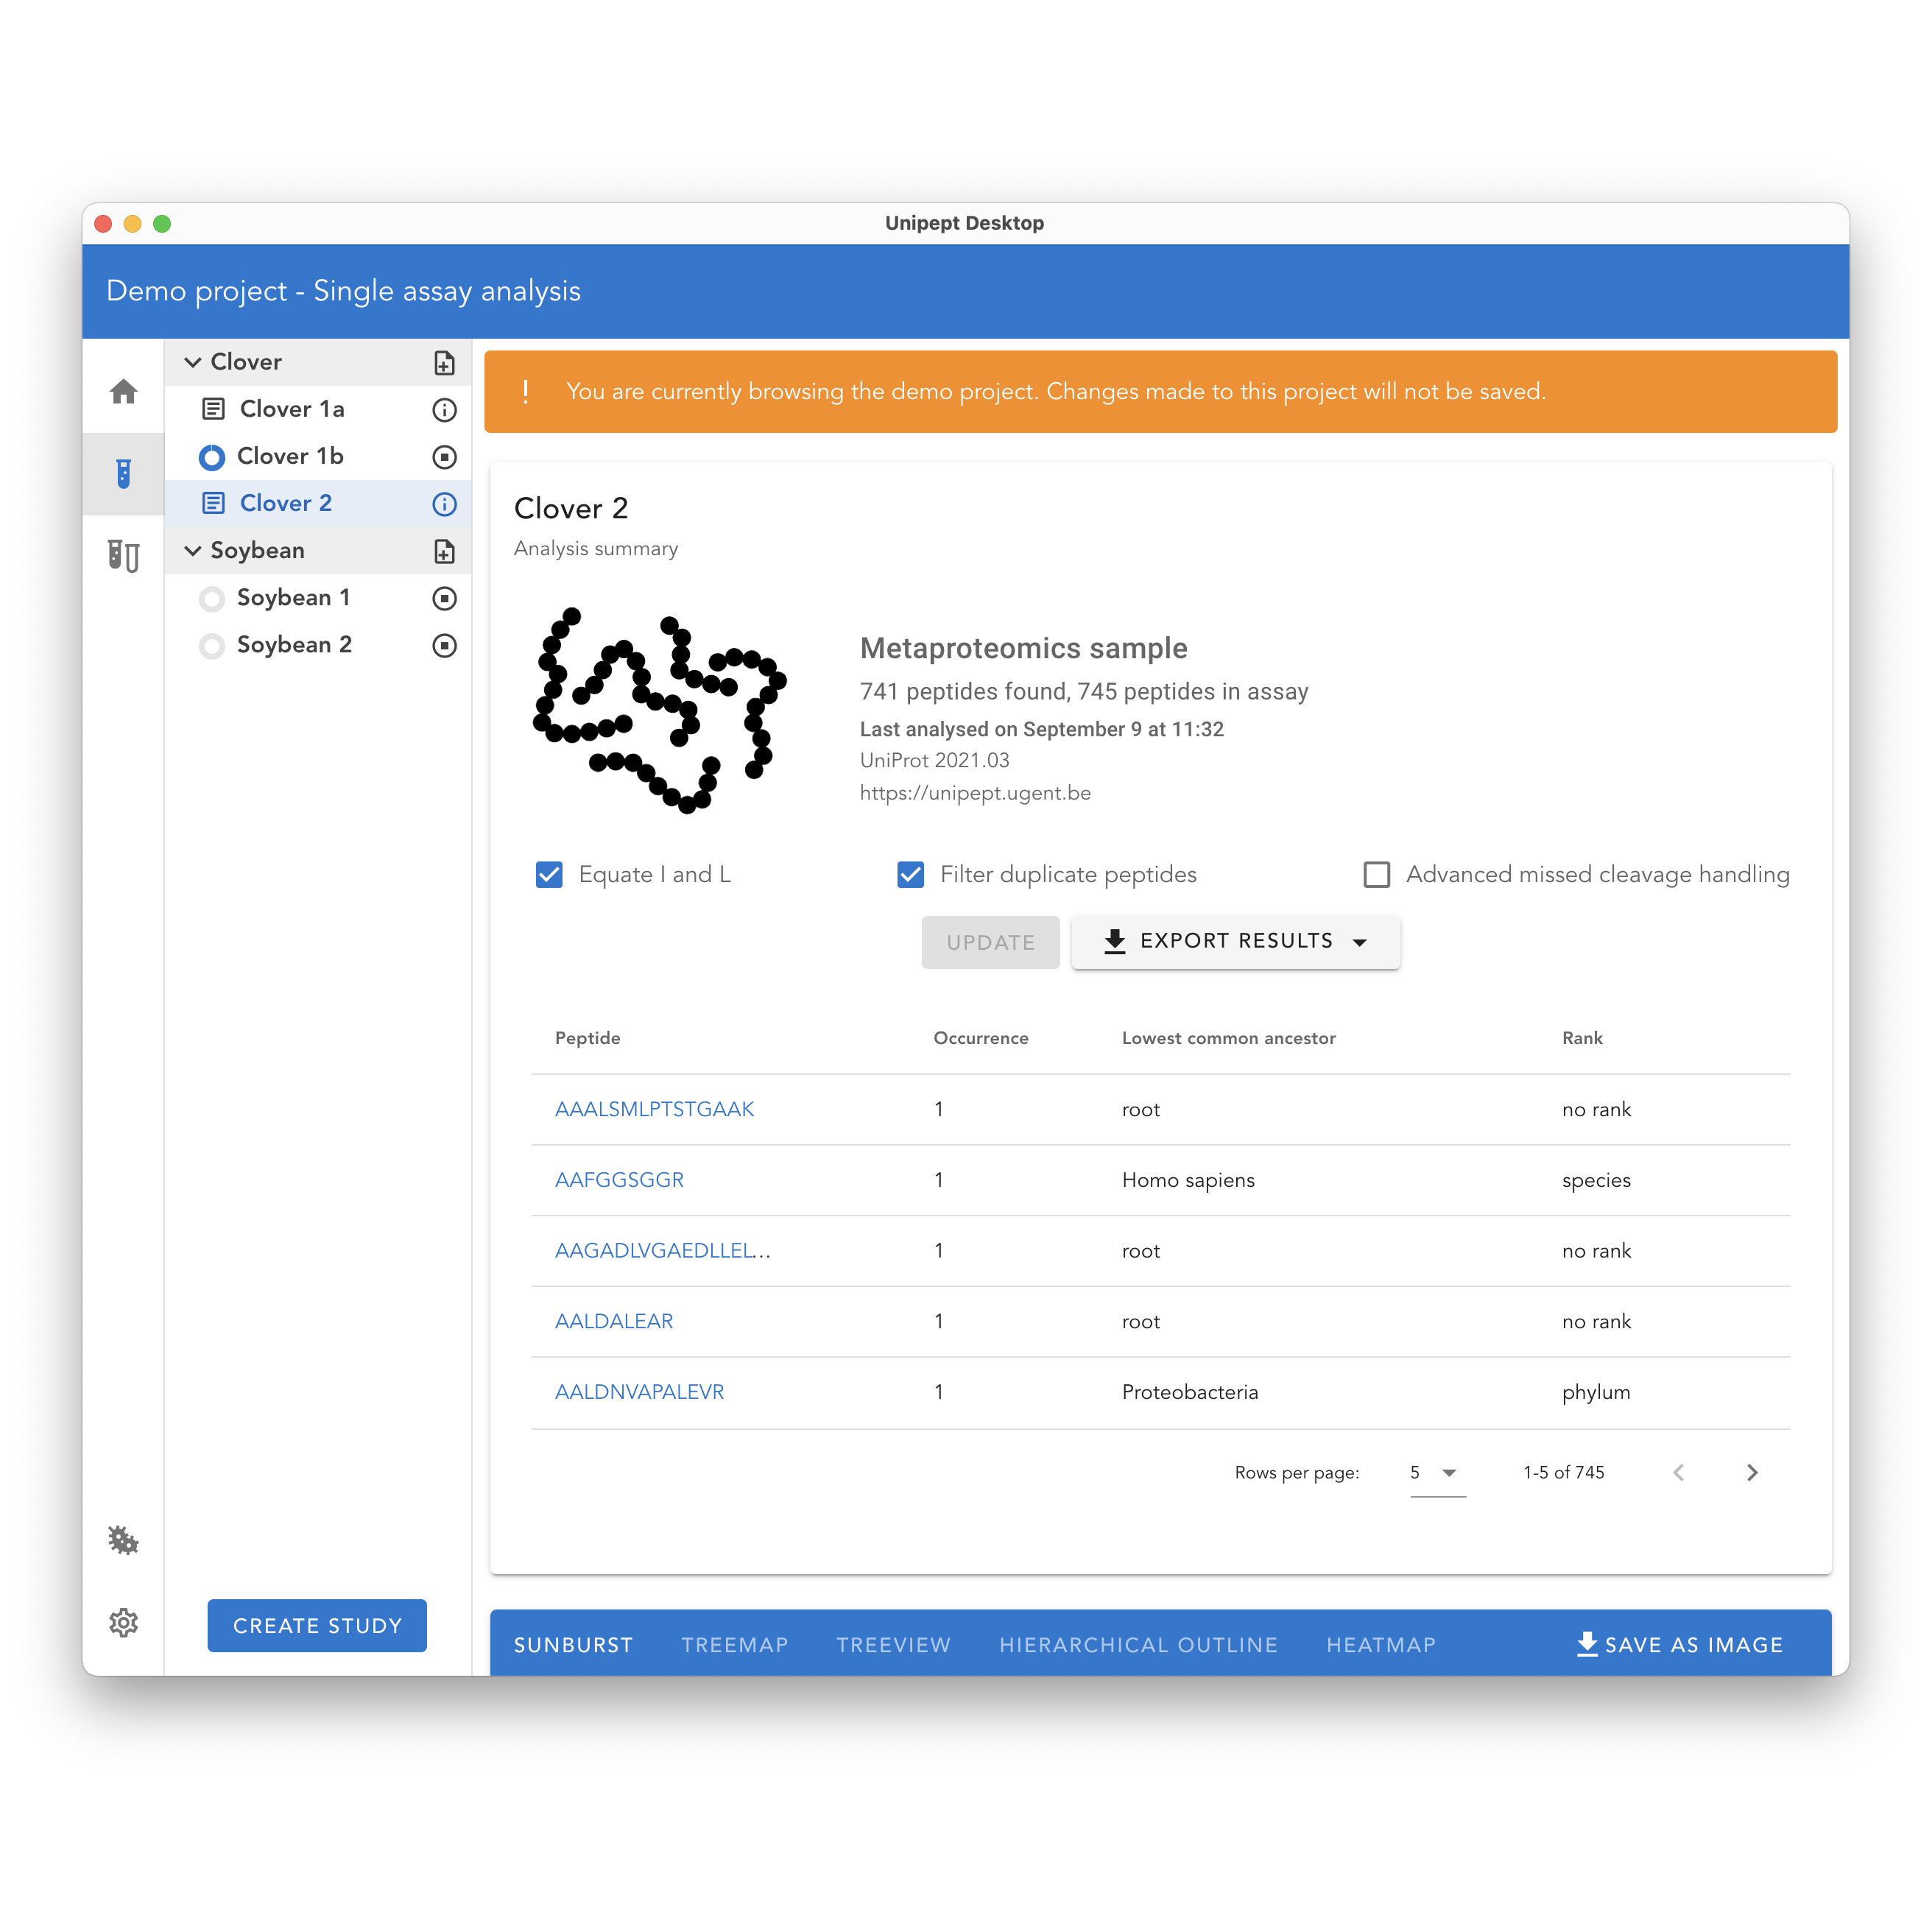 Unipept Desktop
Demo project - Single assay analysis
Clover
Clover 1a
Clover 1b
Clover 2
Soybean
Soybean 1
Soybean 2
CREATE STUDY
! You are currently browsing the demo project. Changes made to this project will not be saved.
Clover 2
Analysis summary
Metaproteomics sample
741 peptides found, 745 peptides in assay
Last analysed on September 9 at 11:32
UniProt 2021.03
https://unipept.ugent.be
Equate I and L Filter duplicate peptides Advanced missed cleavage handling
UPDATE EXPORT RESULTS
Peptide Occurrence Lowest common ancestor Rank
AAALSMLPTSTGAAK 1 root no rank
AAFGGSGGR 1 Homo sapiens species
AAGADLVGAEDLLEL... 1 root no rank
AALDALEAR 1 root no rank
AALDNVAPALEVR 1 Proteobacteria phylum
Rows per page: 5 1-5 of 745
SUNBURST TREEMAP TREEVIEW HIERARCHICAL OUTLINE HEATMAP SAVE AS IMAGE